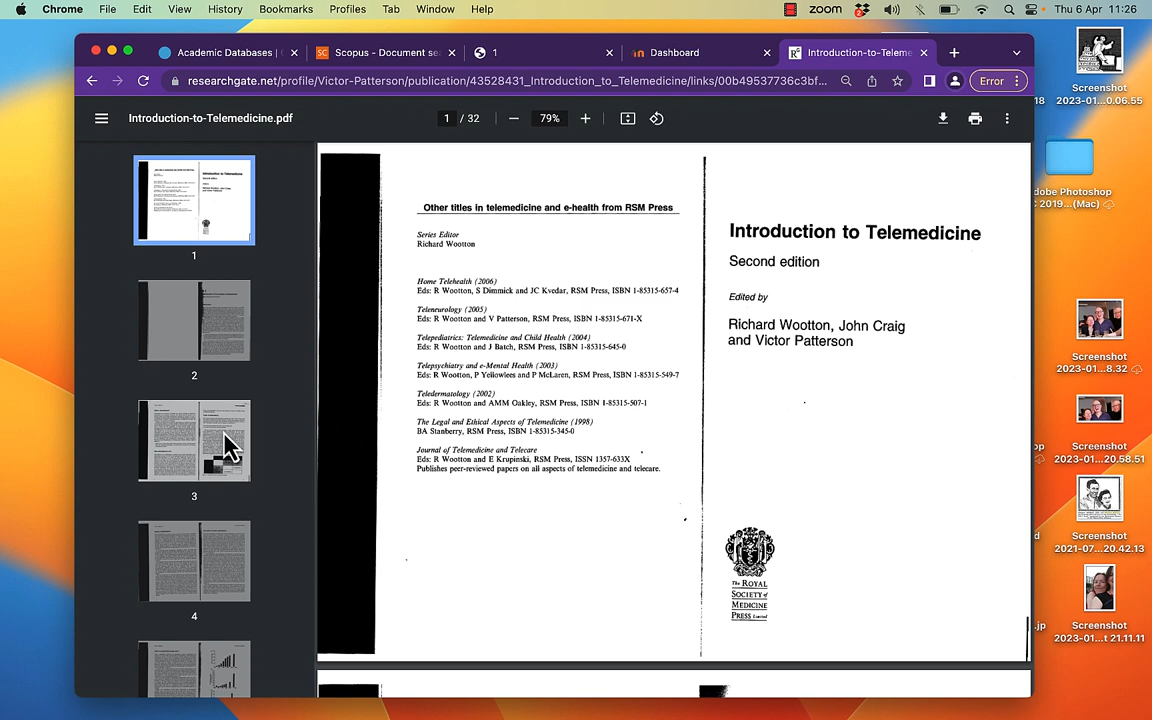 Chrome File Edit View History Bookmarks Profiles Tab Window Help zoom Thu 6 Apr 11:26
Academic Databases | Scopus - Document se 1 Dashboard Introduction-to-Teleme
researchgate.net/profile/Victor-Patterson/publication/43528431_Introduction_to_Telemedicine/links/00b49537736c3bf... Error
Introduction-to-Telemedicine.pdf 1 / 32 79%
1
2
3
4
Other titles in telemedicine and e-health from RSM Press
Series Editor
Richard Wootton
Home Telehealth (2006)
Eds: R Wootton, S Dimmick and JC Kvedar, RSM Press, ISBN 1-85315-657-4
Teleneurology (2005)
Eds: R Wootton and V Patterson, RSM Press, ISBN 1-85315-671-X
Telepediatrics: Telemedicine and Child Health (2004)
Eds: R Wootton and J Batch, RSM Press, ISBN 1-85315-645-0
Telepsychiatry and e-Mental Health (2003)
Eds: R Wootton, P Yellowlees and P McLaren, RSM Press, ISBN 1-85315-549-7
Teledermatology (2002)
Eds: R Wootton and AMM Oakley, RSM Press, ISBN 1-85315-507-1
The Legal and Ethical Aspects of Telemedicine (1998)
BA Stanberry, RSM Press, ISBN 1-85315-345-0
Journal of Telemedicine and Telecare
Eds: R Wootton and E Krupinski, RSM Press, ISSN 1357-633X
Publishes peer-reviewed papers on all aspects of telemedicine and telecare.
Introduction to Telemedicine
Second edition
Edited by
Richard Wootton, John Craig
and Victor Patterson
The ROYAL
SOCIETY of
MEDICINE
PRESS Limited
Screenshot
2023-01...0.06.55
18
dobe Photoshop
C 2019...(Mac)
Screenshot
2023-01...8.32
op
Screenshot
2023-01...20.58.51
d
Screenshot
2021-07...20.42.13
.jp
Screenshot
2023-01...t 21.11.11